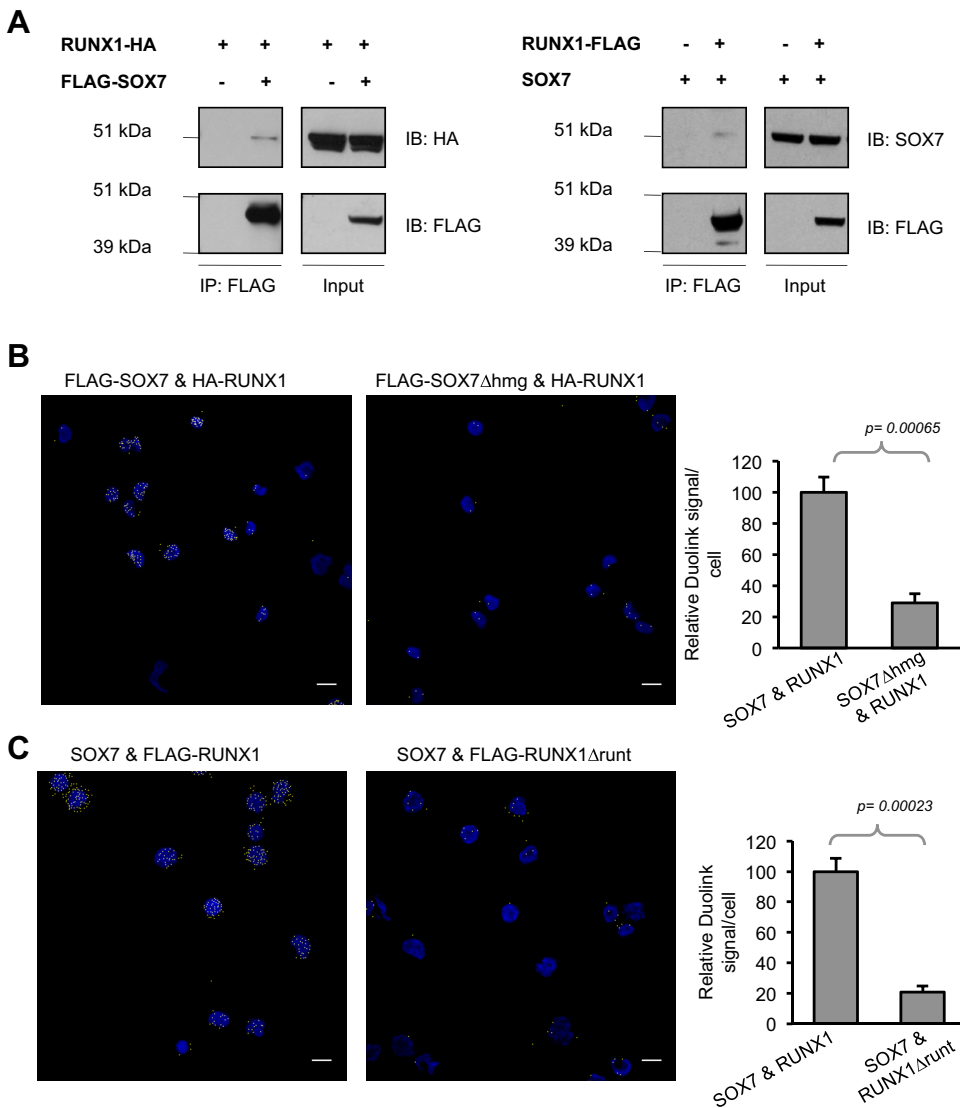 A
RUNX1-HA + + + +
FLAG-SOX7 - + - +
51 kDa
IB: HA
51 kDa
IB: FLAG
39 kDa
IP: FLAG Input
RUNX1-FLAG - + - +
SOX7 + + + +
51 kDa
IB: SOX7
51 kDa
IB: FLAG
39 kDa
IP: FLAG Input
B
FLAG-SOX7 & HA-RUNX1
FLAG-SOX7Δhmg & HA-RUNX1
p= 0.00065
Relative Duolink signal/
cell
120
100
80
60
40
20
0
SOX7 & RUNX1
SOX7Δhmg
& RUNX1
C
SOX7 & FLAG-RUNX1
SOX7 & FLAG-RUNX1Δrunt
p= 0.00023
Relative Duolink
signal/cell
120
100
80
60
40
20
0
SOX7 & RUNX1
SOX7 &
RUNX1Δrunt